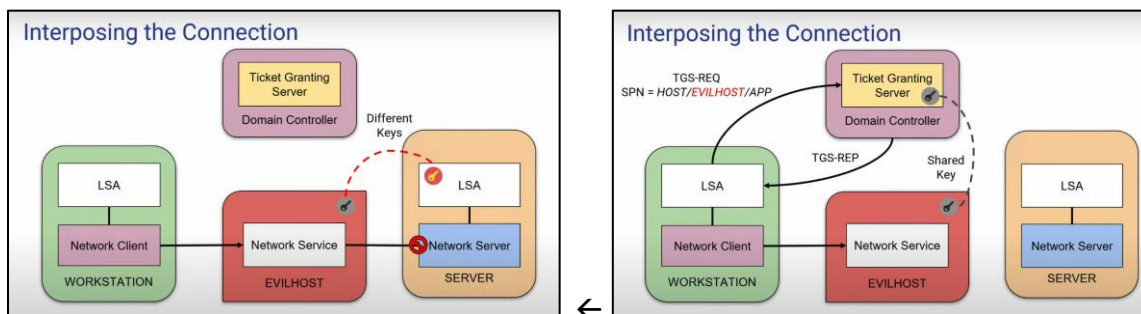 Interposing the Connection
Ticket Granting
Server
Domain Controller
Different
Keys
LSA
LSA
Network Client
Network Service
Network Server
WORKSTATION
EVILHOST
SERVER
←
Interposing the Connection
TGS-REQ
SPN = HOST/EVILHOST/APP
Ticket Granting
Server
Domain Controller
TGS-REP
Shared
Key
LSA
LSA
Network Client
Network Service
Network Server
WORKSTATION
EVILHOST
SERVER